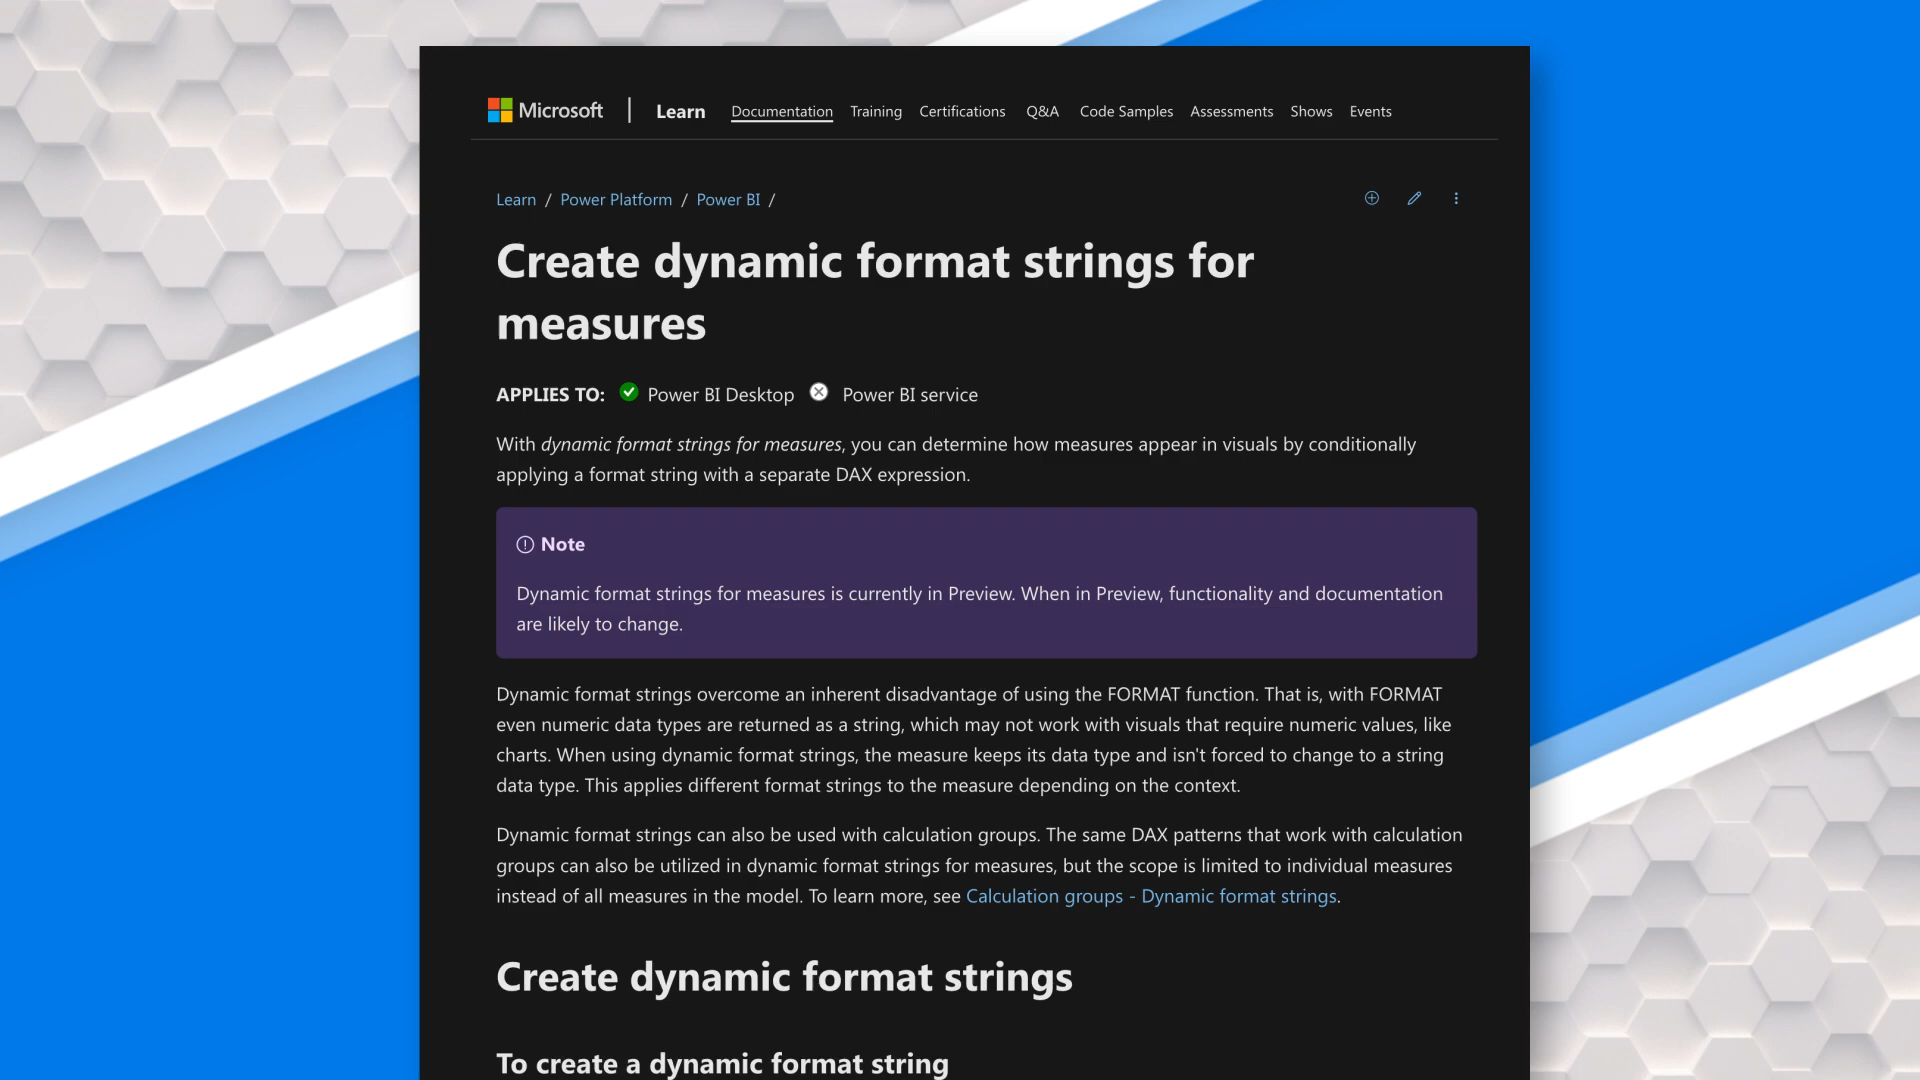 Microsoft | Learn Documentation Training Certifications Q&A Code Samples Assessments Shows Events
Learn / Power Platform / Power BI /
Create dynamic format strings for
measures
APPLIES TO: Power BI Desktop Power BI service
With dynamic format strings for measures, you can determine how measures appear in visuals by conditionally
applying a format string with a separate DAX expression.
Note
Dynamic format strings for measures is currently in Preview. When in Preview, functionality and documentation
are likely to change.
Dynamic format strings overcome an inherent disadvantage of using the FORMAT function. That is, with FORMAT
even numeric data types are returned as a string, which may not work with visuals that require numeric values, like
charts. When using dynamic format strings, the measure keeps its data type and isn't forced to change to a string
data type. This applies different format strings to the measure depending on the context.
Dynamic format strings can also be used with calculation groups. The same DAX patterns that work with calculation
groups can also be utilized in dynamic format strings for measures, but the scope is limited to individual measures
instead of all measures in the model. To learn more, see Calculation groups - Dynamic format strings.
Create dynamic format strings
To create a dynamic format string